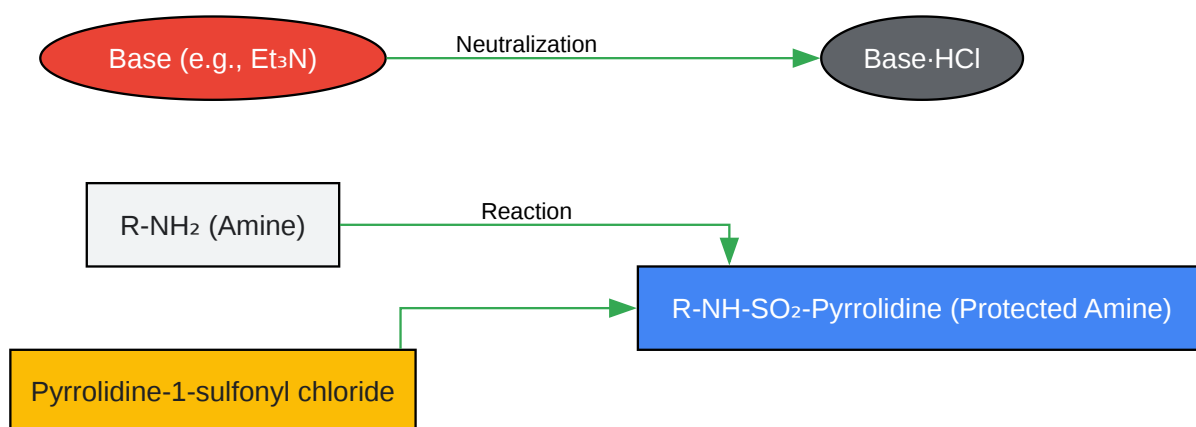 Base (e.g., Et₃N)
Neutralization
Base·HCl
R-NH₂ (Amine)
Reaction
R-NH-SO₂-Pyrrolidine (Protected Amine)
Pyrrolidine-1-sulfonyl chloride